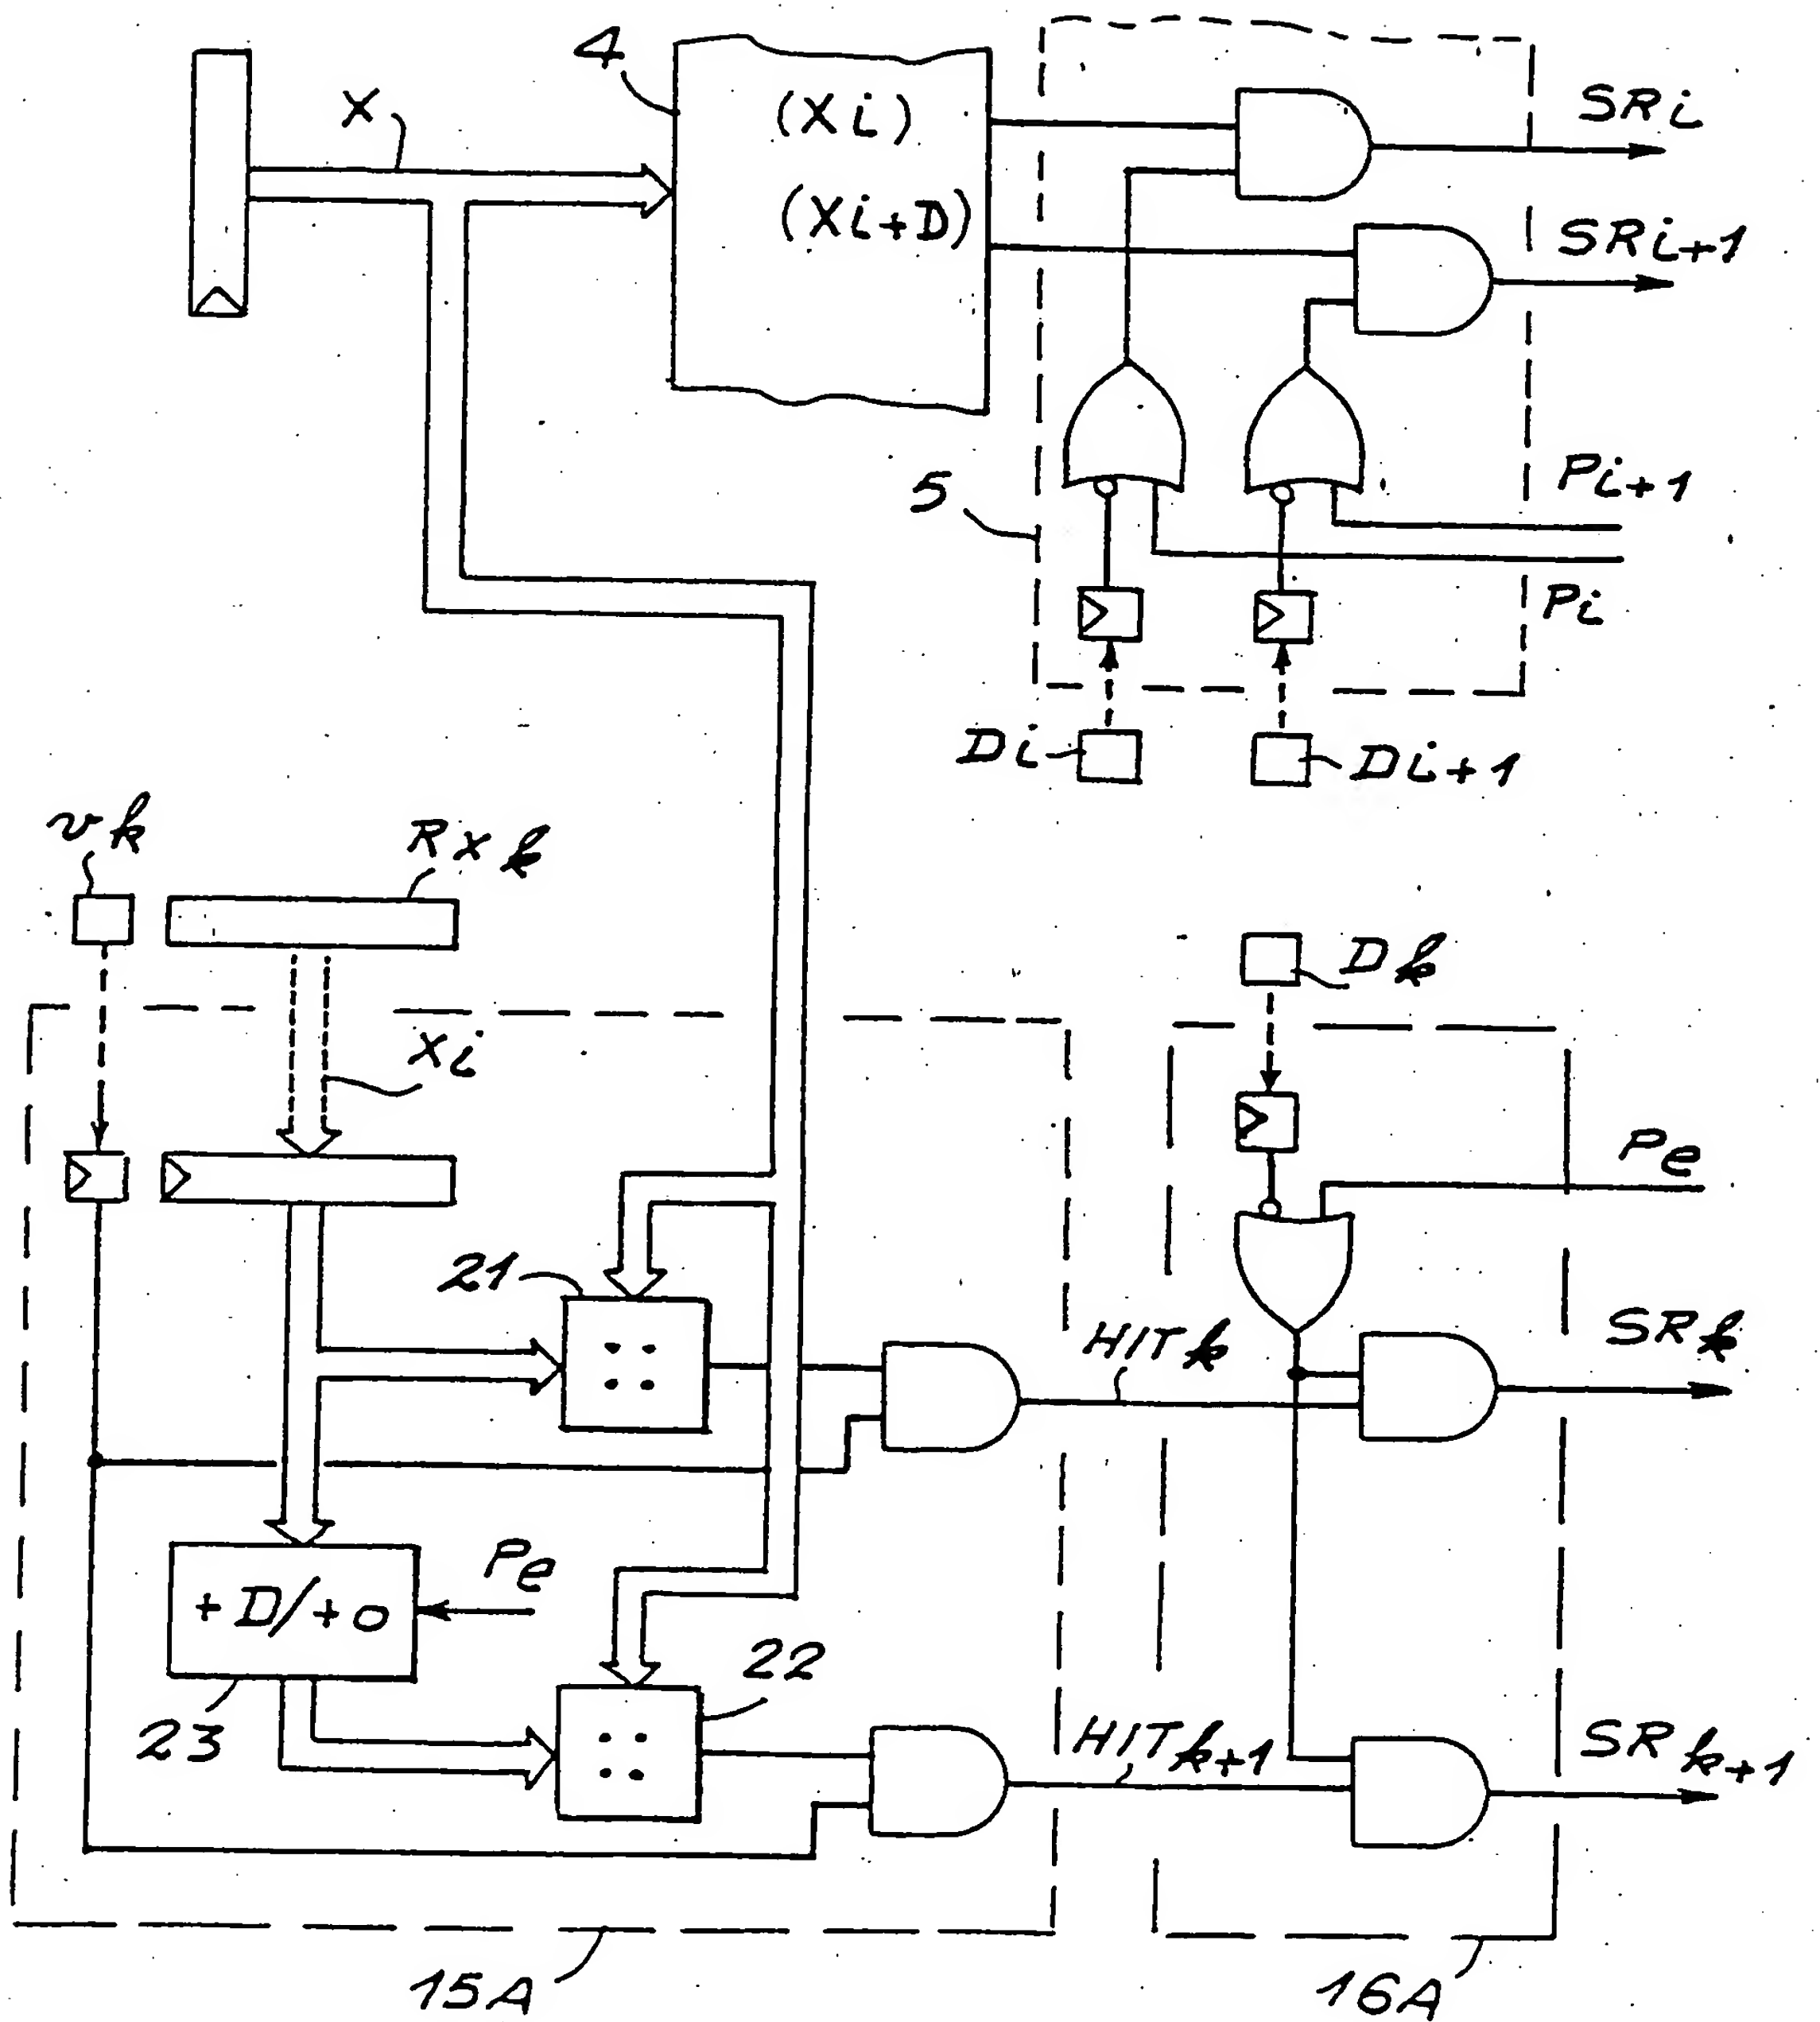 4
X
(Xi)
(Xi+D)
SRi
SRi+1
5
Pi+1
Pi
Di
Di+1
vk
Rxk
Dk
Xi
Pe
21
HITk
SRk
Pe
+D/+0
22
23
HITk+1
SRk+1
15A
16A